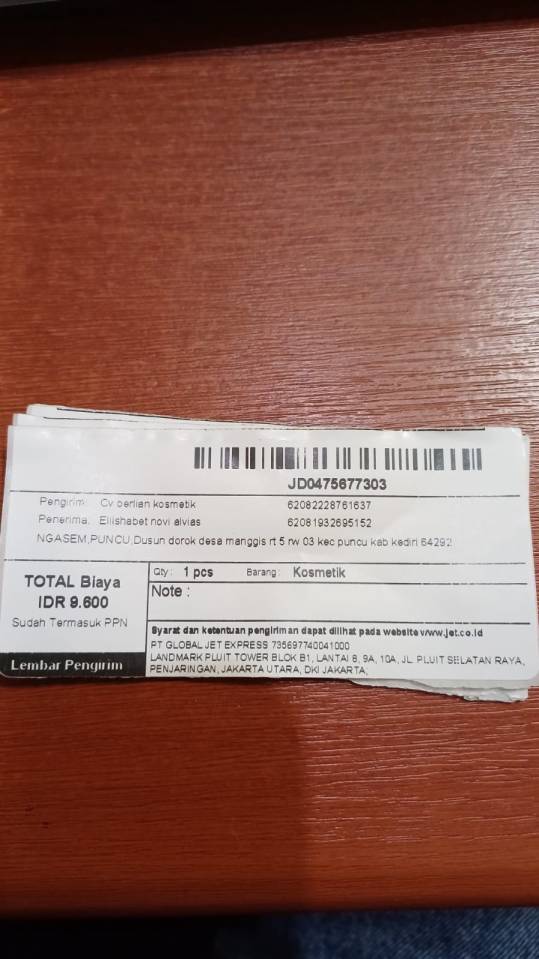 JD0475677303
Pengirim: Cv berlian kosmetik 62082228761637
Penerima: Ellishabet novi alvias 62081932695152
NGASEM,PUNCU,Dusun dorok desa manggis rt 5 rw 03 kec puncu kab kediri 64292
TOTAL Biaya
IDR 9.600
Sudah Termasuk PPN
Lembar Pengirim
Qty: 1 pcs Barang: Kosmetik
Note :
Syarat dan ketentuan pengiriman dapat dilihat pada website www.jet.co.id
PT GLOBAL JET EXPRESS 735697740041000
LANDMARK PLUIT TOWER BLOK B1, LANTAI 8, 9A, 10A, JL. PLUIT SELATAN RAYA,
PENJARINGAN, JAKARTA UTARA, DKI JAKARTA,